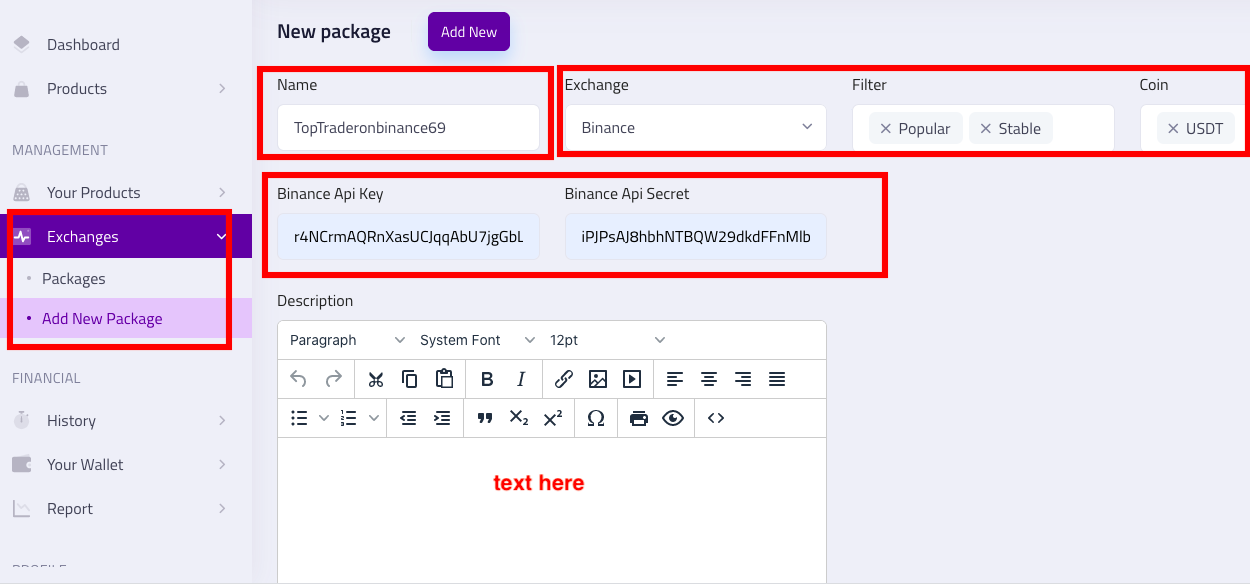 Dashboard
Products
MANAGEMENT
Your Products
Exchanges
Packages
Add New Package
FINANCIAL
History
Your Wallet
Report
PROFILE
New package
Add New
Name
Exchange
Filter
Coin
TopTraderonbinance69
Binance
Popular
Stable
USDT
Binance Api Key
Binance Api Secret
r4NCrmAQRnXasUCJqqAbU7jgGbL
iPJPsAJ8hbhNTBQW29dkdFFnMlb
Description
Paragraph
System Font
12pt
text here